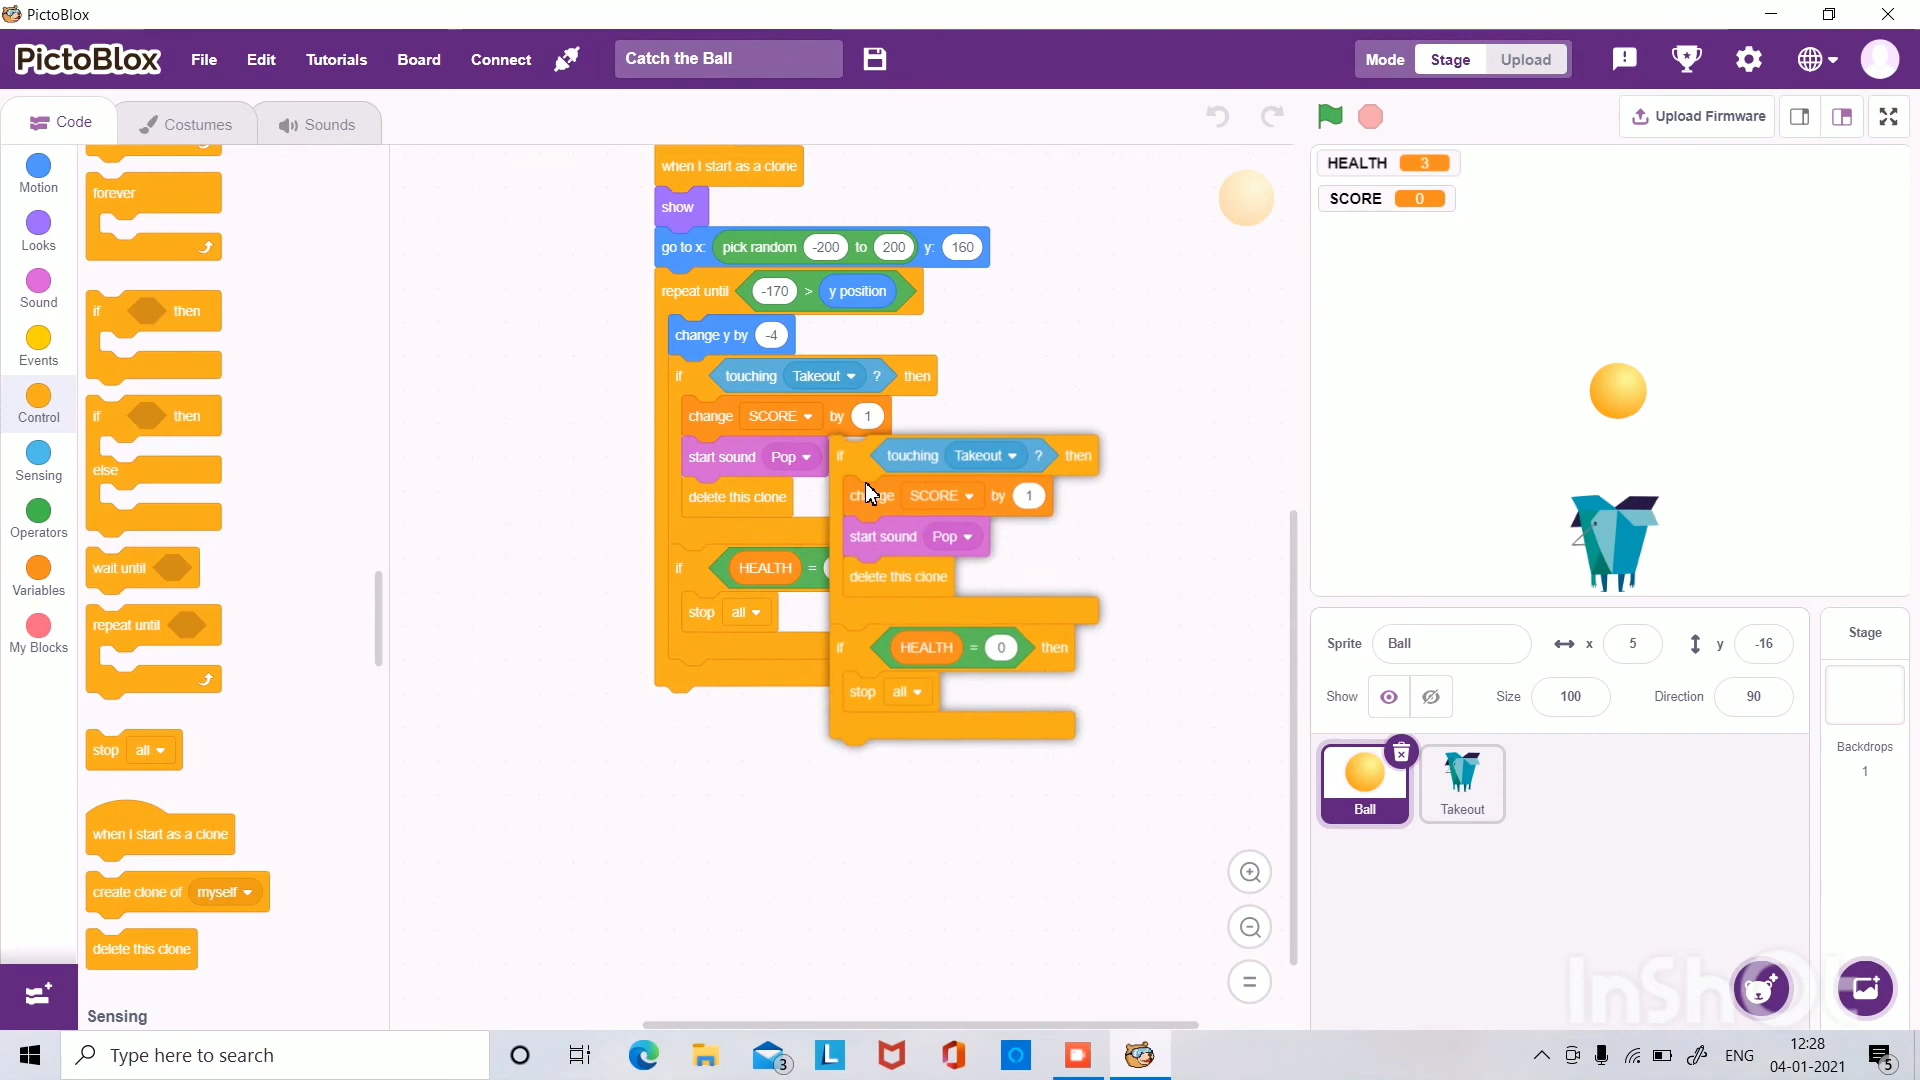 PictoBlox
PictoBlox File Edit Tutorials Board Connect Catch the Ball Mode Stage Upload
Code Costumes Sounds Upload Firmware
Motion
Looks
Sound
Events
Control
Sensing
Operators
Variables
My Blocks
forever
if then
if then
else
wait until
repeat until
stop all
when I start as a clone
create clone of myself
delete this clone
Sensing
when I start as a clone
show
go to x: pick random -200 to 200 y: 160
repeat until -170 > y position
change y by -4
if touching Takeout ? then
change SCORE by 1
start sound Pop
delete this clone
if HEALTH =
stop all
if touching Takeout ? then
change SCORE by 1
start sound Pop
delete this clone
if HEALTH = 0 then
stop all
HEALTH 3
SCORE 0
Sprite Ball x 5 y -16
Show Size 100 Direction 90
Ball Takeout
Stage
Backdrops
1
InShOt
Type here to search
3
ENG
12:28
04-01-2021
5